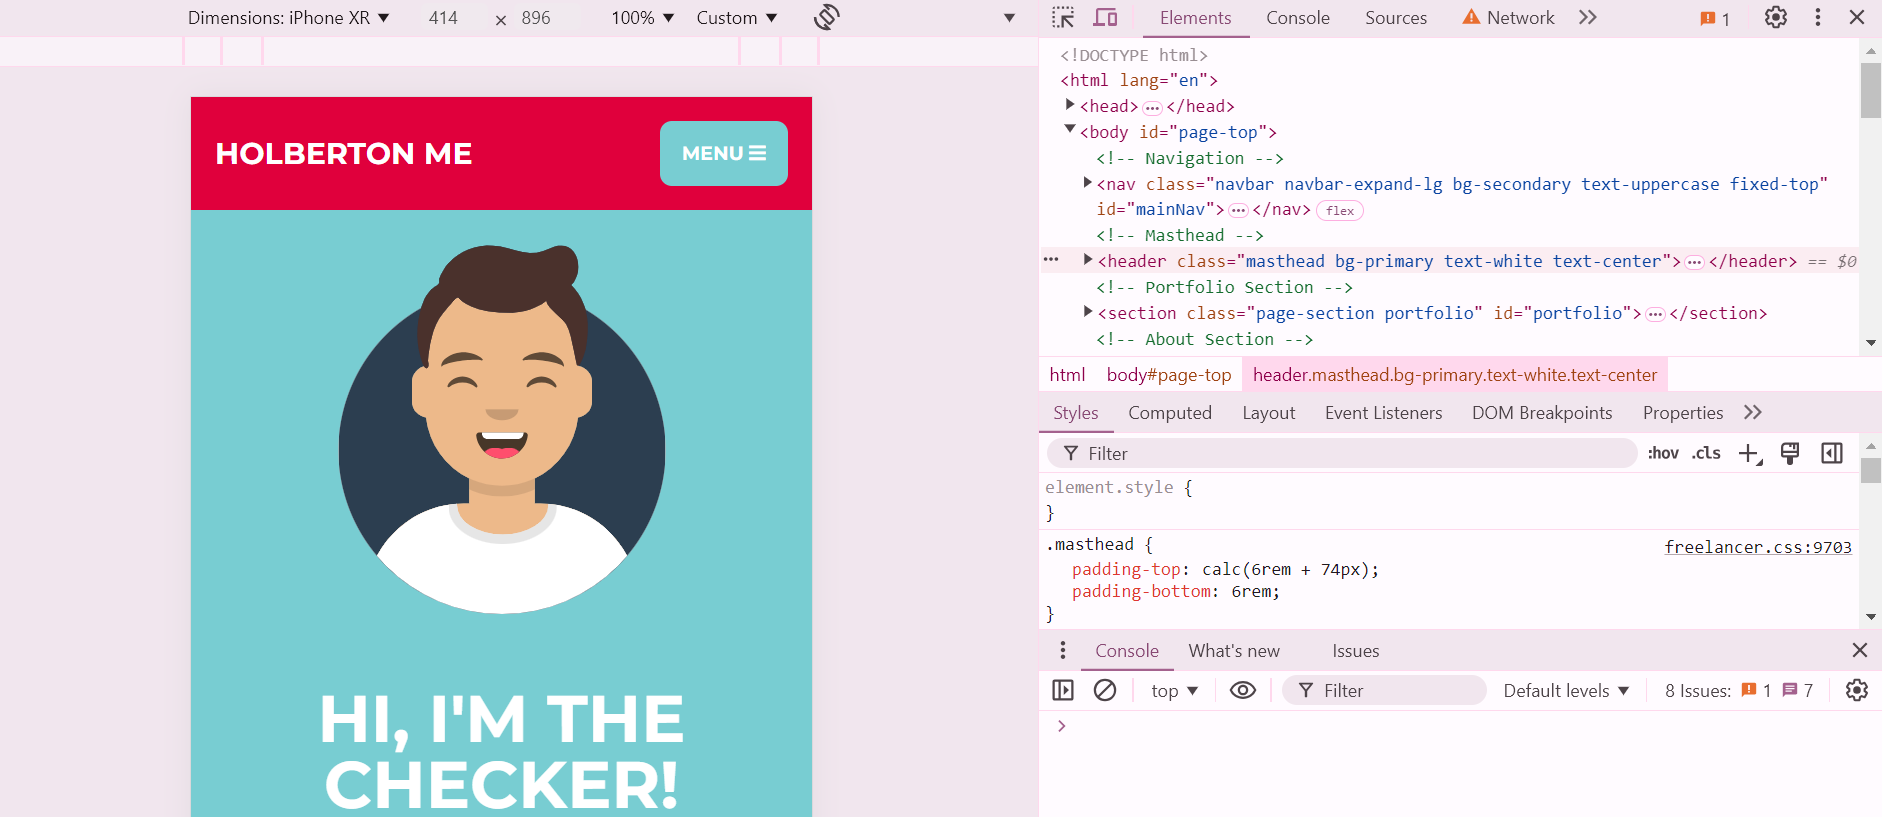 Dimensions: iPhone XR ▼ 414 × 896 100% ▼ Custom ▼
HOLBERTON ME
MENU ☰
HI, I'M THE
CHECKER!
Elements Console Sources Network 1
<!DOCTYPE html>
<html lang="en">
<head>…</head>
<body id="page-top">
<!-- Navigation -->
<nav class="navbar navbar-expand-lg bg-secondary text-uppercase fixed-top"
id="mainNav">…</nav> flex
<!-- Masthead -->
… <header class="masthead bg-primary text-white text-center">…</header> == $0
<!-- Portfolio Section -->
<section class="page-section portfolio" id="portfolio">…</section>
<!-- About Section -->
html body#page-top header.masthead.bg-primary.text-white.text-center
Styles Computed Layout Event Listeners DOM Breakpoints Properties
Filter :hov .cls
element.style {
}
.masthead { freelancer.css:9703
padding-top: calc(6rem + 74px);
padding-bottom: 6rem;
}
Console What's new Issues
top ▼ Filter Default levels ▼ 8 Issues: 1 7
>